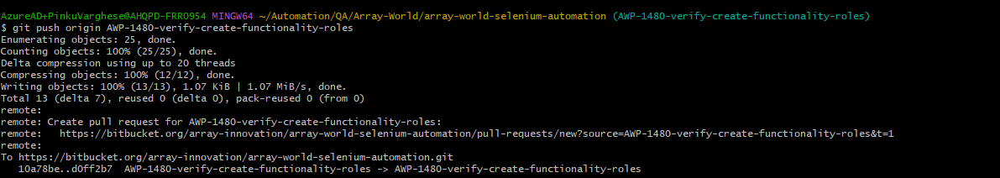 AzureAD+PinkuVarghese@AHQPD-FRRO954 MINGW64 ~/Automation/QA/Array-World/array-world-selenium-automation (AWP-1480-verify-create-functionality-roles)
$ git push origin AWP-1480-verify-create-functionality-roles
Enumerating objects: 25, done.
Counting objects: 100% (25/25), done.
Delta compression using up to 20 threads
Compressing objects: 100% (12/12), done.
Writing objects: 100% (13/13), 1.07 KiB | 1.07 MiB/s, done.
Total 13 (delta 7), reused 0 (delta 0), pack-reused 0 (from 0)
remote:
remote: Create pull request for AWP-1480-verify-create-functionality-roles:
remote:   https://bitbucket.org/array-innovation/array-world-selenium-automation/pull-requests/new?source=AWP-1480-verify-create-functionality-roles&t=1
remote:
To https://bitbucket.org/array-innovation/array-world-selenium-automation.git
   10a78be..d0ff2b7  AWP-1480-verify-create-functionality-roles -> AWP-1480-verify-create-functionality-roles